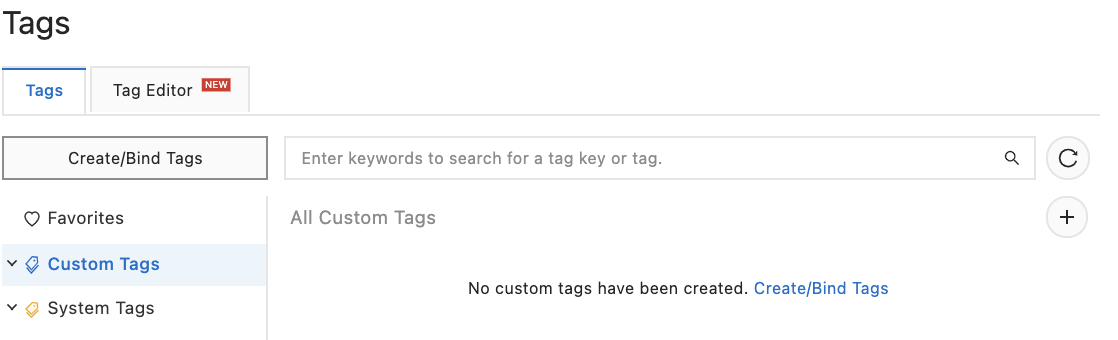 Tags
Tags
Tag Editor NEW
Create/Bind Tags
Enter keywords to search for a tag key or tag.
Favorites
All Custom Tags
Custom Tags
No custom tags have been created. Create/Bind Tags
System Tags